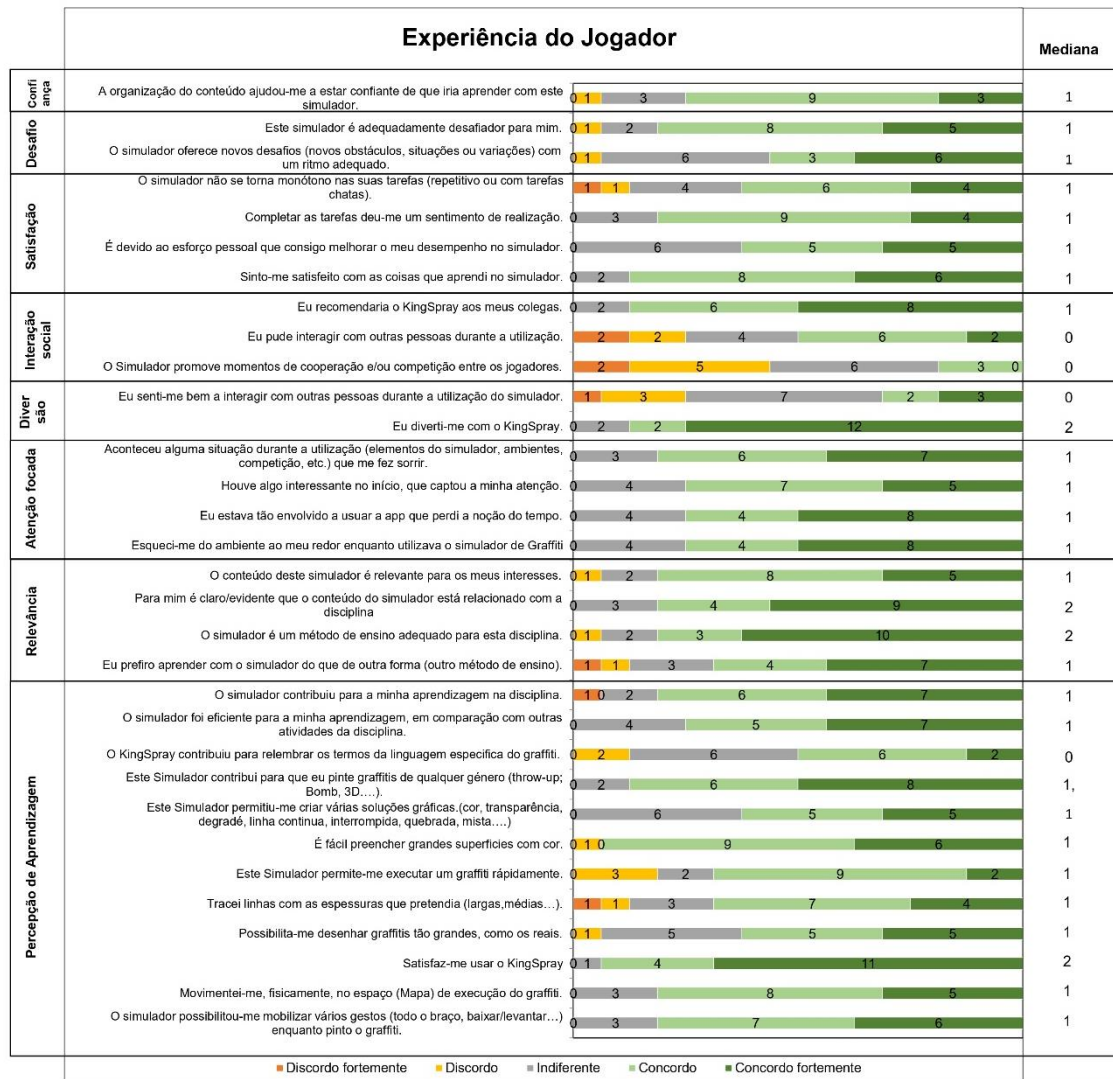 Experiência do Jogador
Mediana
Confi
ança
A organização do conteúdo ajudou-me a estar confiante de que iria aprender com este
simulador.
0 1 3 9 3
1
Desafio
Este simulador é adequadamente desafiador para mim.
0 1 2 8 5
1
O simulador oferece novos desafios (novos obstáculos, situações ou variações) com
um ritmo adequado.
0 1 6 3 6
1
Satisfação
O simulador não se torna monótono nas suas tarefas (repetitivo ou com tarefas
chatas).
1 1 4 6 4
1
Completar as tarefas deu-me um sentimento de realização.
0 3 9 4
1
É devido ao esforço pessoal que consigo melhorar o meu desempenho no simulador.
0 6 5 5
1
Sinto-me satisfeito com as coisas que aprendi no simulador.
0 2 8 6
1
Interação
social
Eu recomendaria o KingSpray aos meus colegas.
0 2 6 8
1
Eu pude interagir com outras pessoas durante a utilização.
2 2 4 6 2
0
O Simulador promove momentos de cooperação e/ou competição entre os jogadores.
2 5 6 3 0
0
Diver
são
Eu senti-me bem a interagir com outras pessoas durante a utilização do simulador.
1 3 7 2 3
0
Eu diverti-me com o KingSpray.
0 2 2 12
2
Atenção focada
Aconteceu alguma situação durante a utilização (elementos do simulador, ambientes,
competição, etc.) que me fez sorrir.
0 3 6 7
1
Houve algo interessante no início, que captou a minha atenção.
0 4 7 5
1
Eu estava tão envolvido a usar a app que perdi a noção do tempo.
0 4 4 8
1
Esqueci-me do ambiente ao meu redor enquanto utilizava o simulador de Graffiti
0 4 4 8
1
Relevância
O conteúdo deste simulador é relevante para os meus interesses.
0 1 2 8 5
1
Para mim é claro/evidente que o conteúdo do simulador está relacionado com a
disciplina
0 3 4 9
2
O simulador é um método de ensino adequado para esta disciplina.
0 1 2 3 10
2
Eu prefiro aprender com o simulador do que de outra forma (outro método de ensino).
1 1 3 4 7
1
Percepção de Aprendizagem
O simulador contribuiu para a minha aprendizagem na disciplina.
1 0 2 6 7
1
O simulador foi eficiente para a minha aprendizagem, em comparação com outras
atividades da disciplina.
0 4 5 7
1
O KingSpray contribuiu para relembrar os termos da linguagem especifica do graffiti.
0 2 6 6 2
0
Este Simulador contribui para que eu pinte graffitis de qualquer género (throw-up;
Bomb, 3D....).
0 2 6 8
1,
Este Simulador permitiu-me criar várias soluções gráficas.(cor, transparência,
degradé, linha continua, interrompida, quebrada, mista....)
0 6 5 5
1
É fácil preencher grandes superficies com cor.
0 1 0 9 6
1
Este Simulador permite-me executar um graffiti rápidamente.
0 3 2 9 2
1
Tracei linhas com as espessuras que pretendia (largas,médias...).
1 1 3 7 4
1
Possibilita-me desenhar graffitis tão grandes, como os reais.
0 1 5 5 5
1
Satisfaz-me usar o KingSpray
0 1 4 11
2
Movimentei-me, fisicamente, no espaço (Mapa) de execução do graffiti.
0 3 8 5
1
O simulador possibilitou-me mobilizar vários gestos (todo o braço, baixar/levantar...)
enquanto pinto o graffiti.
0 3 7 6
1
Discordo fortemente Discordo Indiferente Concordo Concordo fortemente